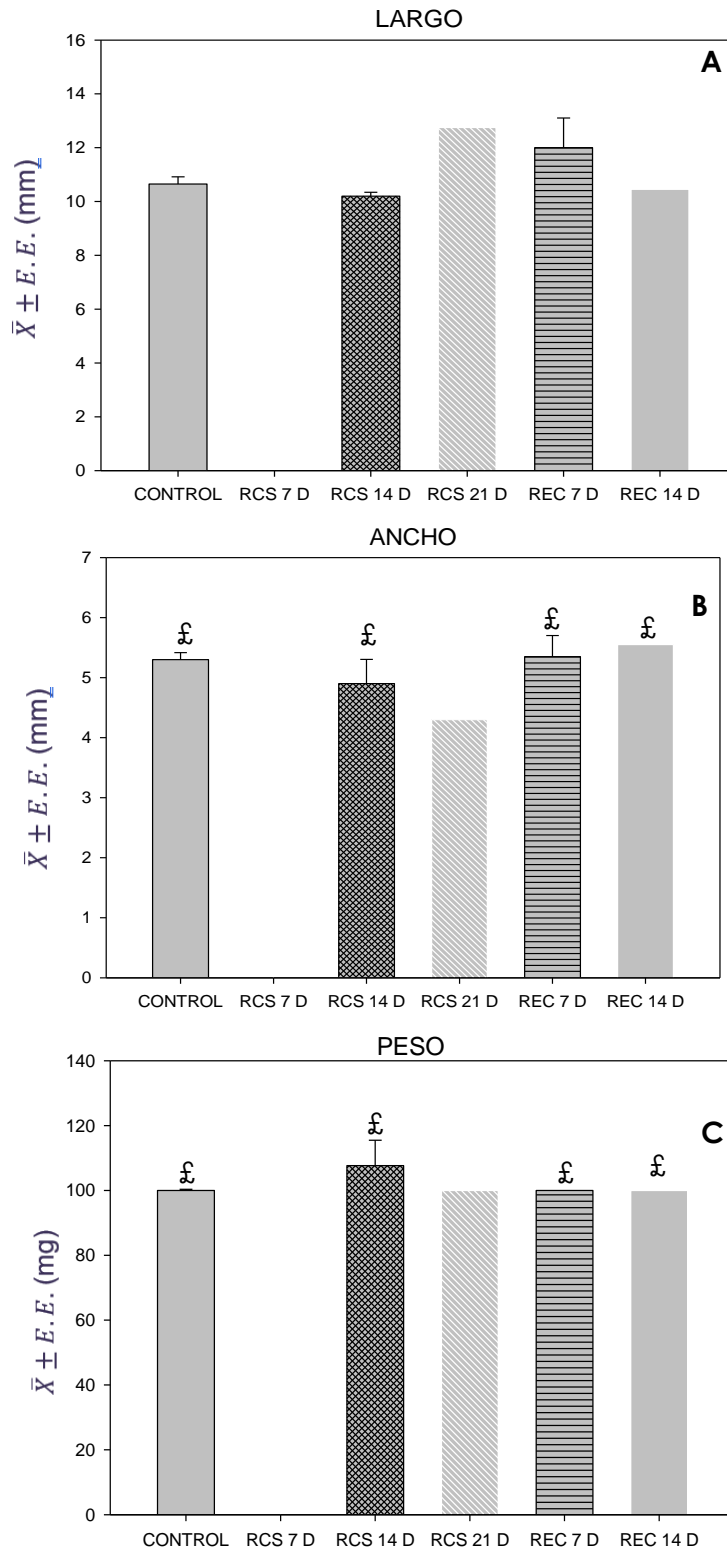 LARGO
A
16
14
12
10
8
6
4
2
0
X̄ ± E.E. (mm)
CONTROL RCS 7 D RCS 14 D RCS 21 D REC 7 D REC 14 D
ANCHO
B
7
6
5
4
3
2
1
0
£ £ £ £
X̄ ± E.E. (mm)
CONTROL RCS 7 D RCS 14 D RCS 21 D REC 7 D REC 14 D
PESO
C
140
120
100
80
60
40
20
0
£ £ £ £
X̄ ± E.E. (mg)
CONTROL RCS 7 D RCS 14 D RCS 21 D REC 7 D REC 14 D